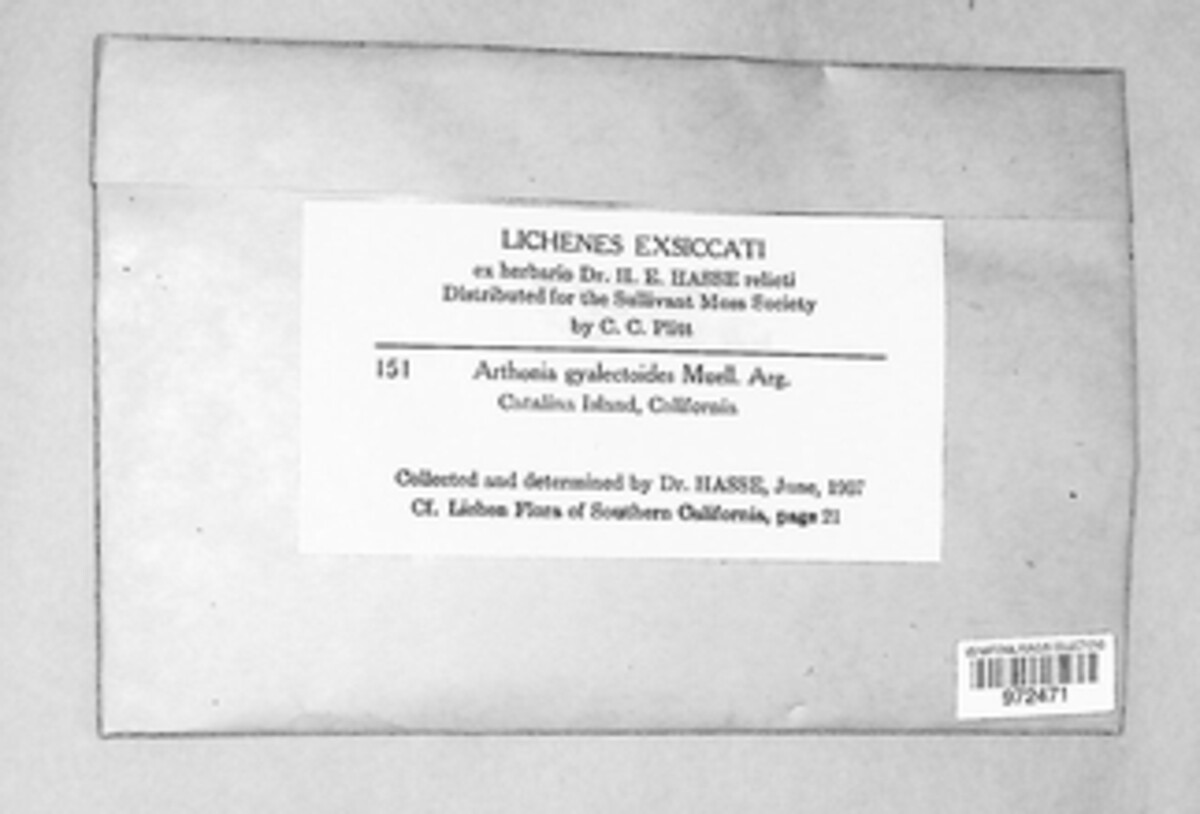 LICHENES EXSICCATI
ex herbario Dr. H. E. HASSE relicti
Distributed for the Sullivant Moss Society
by C. C. Plitt
151 Arthonia gyalectoides Muell. Arg.
Catalina Island, California
Collected and determined by Dr. HASSE, June, 1907
Cf. Lichen Flora of Southern California, page 21
972471